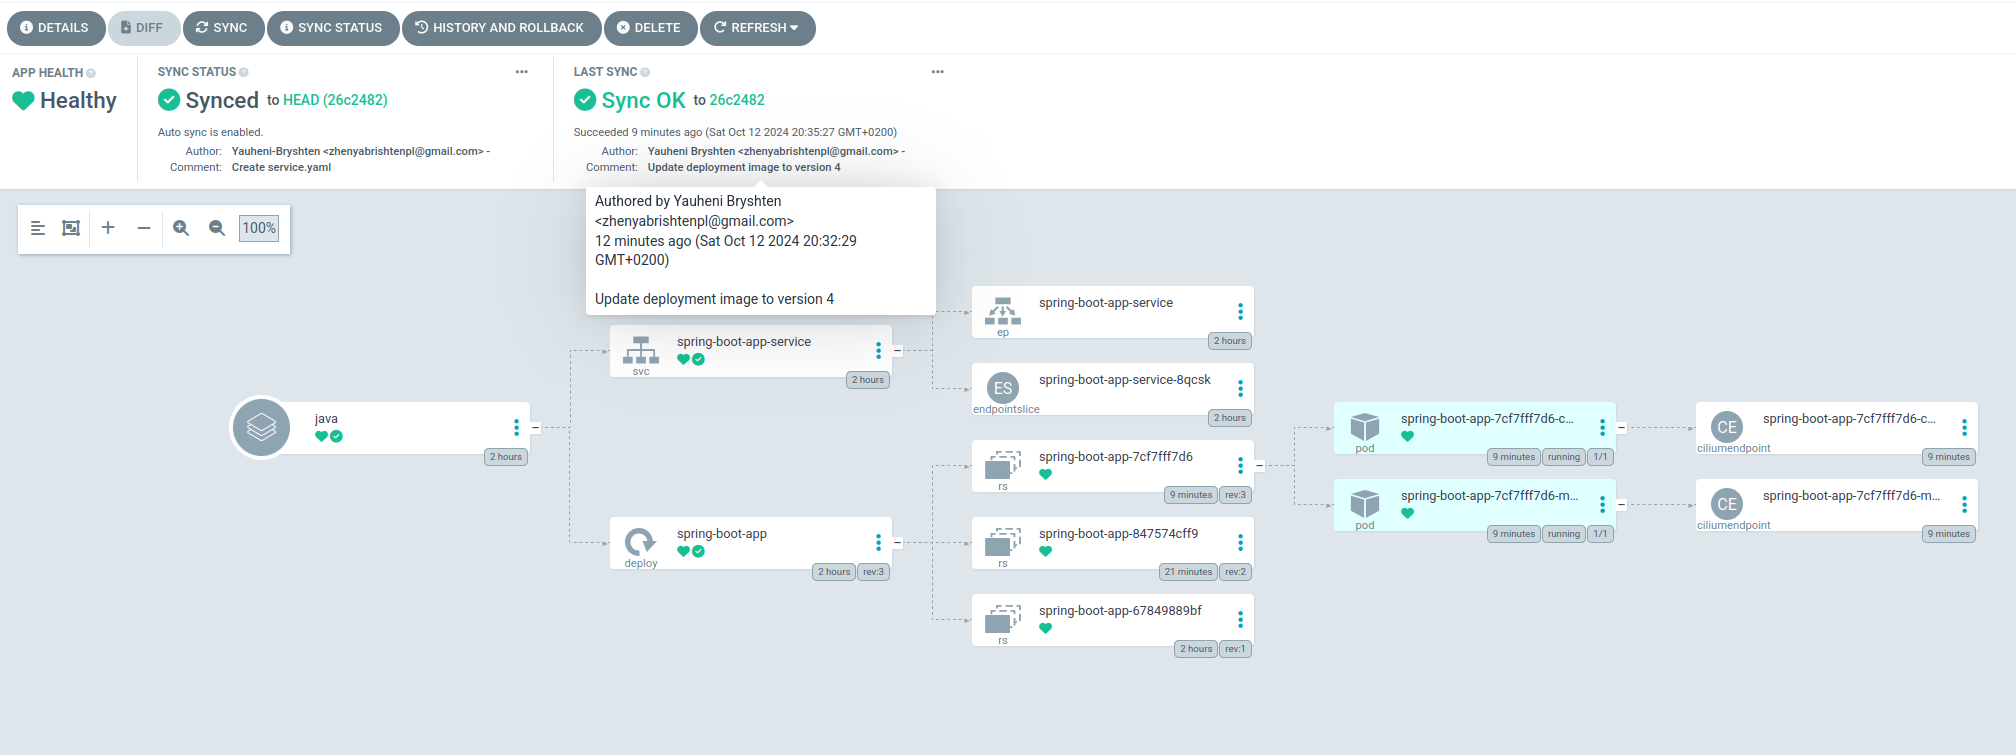 DETAILS
DIFF
SYNC
SYNC STATUS
HISTORY AND ROLLBACK
DELETE
REFRESH
APP HEALTH
Healthy
SYNC STATUS
Synced to HEAD (26c2482)
Auto sync is enabled.
Author: Yauheni-Bryshten <zhenyabrishtenpl@gmail.com> -
Comment: Create service.yaml
LAST SYNC
Sync OK to 26c2482
Succeeded 9 minutes ago (Sat Oct 12 2024 20:35:27 GMT+0200)
Author: Yauheni Bryshten <zhenyabrishtenpl@gmail.com> -
Comment: Update deployment image to version 4
Authored by Yauheni Bryshten
<zhenyabrishtenpl@gmail.com>
12 minutes ago (Sat Oct 12 2024 20:32:29
GMT+0200)
Update deployment image to version 4
100%
java
2 hours
spring-boot-app-service
svc
2 hours
spring-boot-app
deploy
2 hours
rev:3
spring-boot-app-service
ep
2 hours
ES
spring-boot-app-service-8qcsk
endpointslice
2 hours
spring-boot-app-7cf7fff7d6
rs
9 minutes
rev:3
spring-boot-app-847574cff9
rs
21 minutes
rev:2
spring-boot-app-67849889bf
rs
2 hours
rev:1
spring-boot-app-7cf7fff7d6-c...
pod
9 minutes
running
1/1
spring-boot-app-7cf7fff7d6-m...
pod
9 minutes
running
1/1
CE
spring-boot-app-7cf7fff7d6-c...
ciliumendpoint
9 minutes
CE
spring-boot-app-7cf7fff7d6-m...
ciliumendpoint
9 minutes